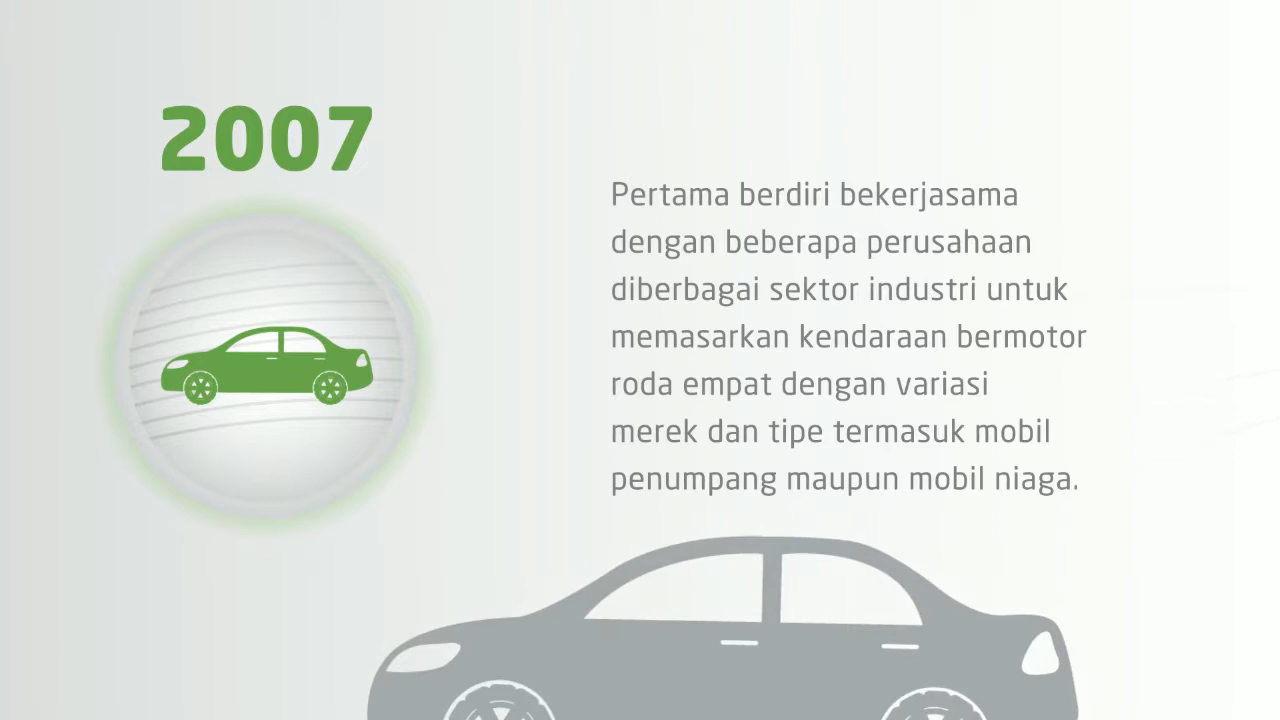 2007
Pertama berdiri bekerjasama
dengan beberapa perusahaan
diberbagai sektor industri untuk
memasarkan kendaraan bermotor
roda empat dengan variasi
merek dan tipe termasuk mobil
penumpang maupun mobil niaga.